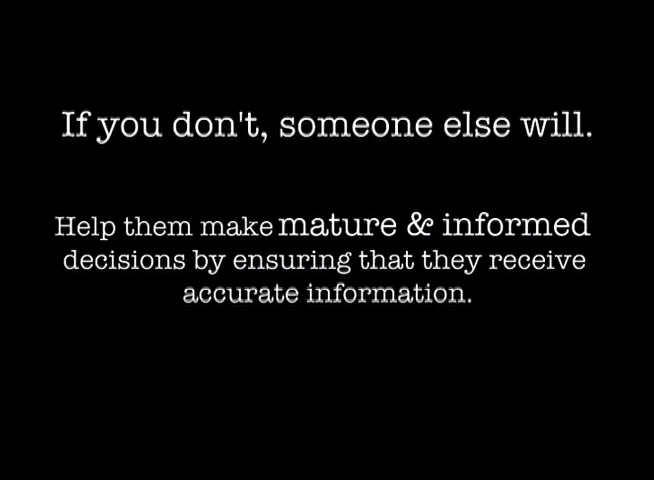 If you don't, someone else will.
Help them make mature & informed
decisions by ensuring that they receive
accurate information.